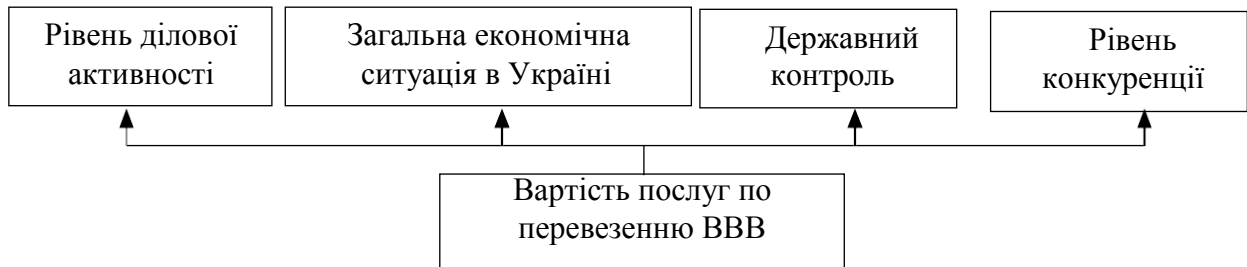 Рівень ділової
активності
Загальна економічна
ситуація в Україні
Державний
контроль
Рівень
конкуренції
Вартість послуг по
перевезенню ВВВ